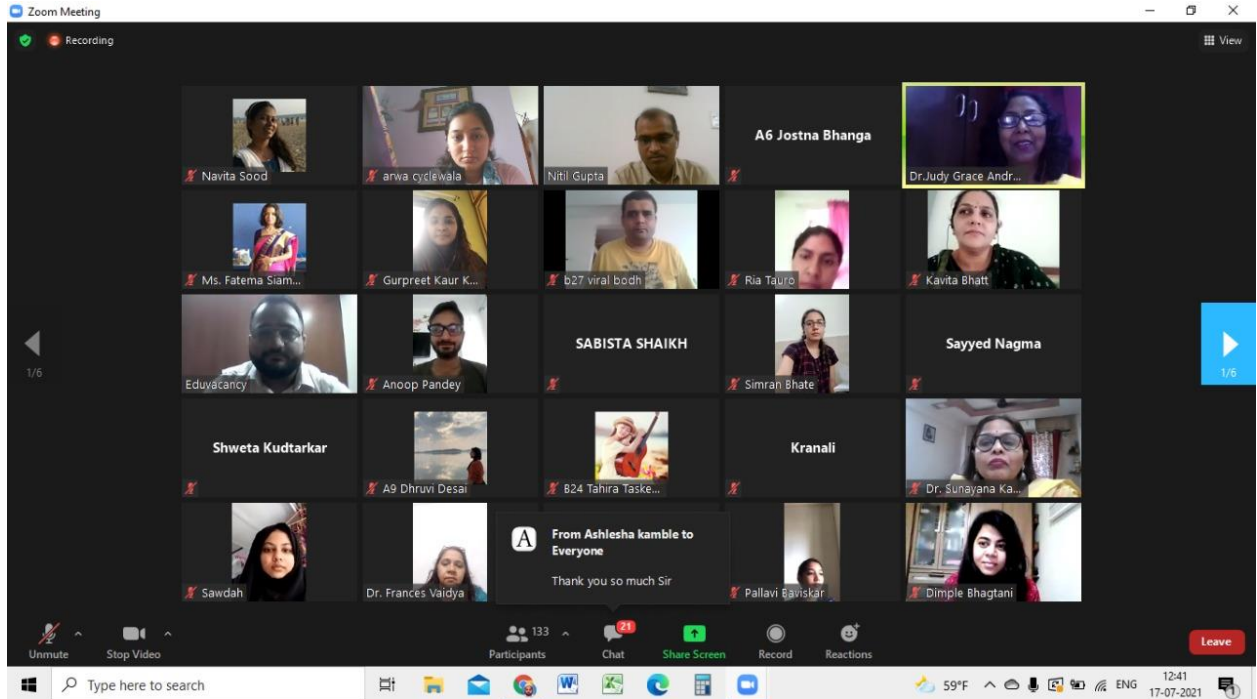 Zoom Meeting
Recording
View
Navita Sood
arwa cyclewala
Nitil Gupta
A6 Jostna Bhanga
Dr.Judy Grace Andr...
Ms. Fatema Siam...
Gurpreet Kaur K...
b27 viral bodh
Ria Tauro
Kavita Bhatt
Eduvacancy
Anoop Pandey
SABISTA SHAIKH
Simran Bhate
Sayyed Nagma
1/6
1/6
Shweta Kudtarkar
A9 Dhruvi Desai
B24 Tahira Taske...
Kranali
Dr. Sunayana Ka...
Sawdah
Dr. Frances Vaidya
A
From Ashlesha kamble to
Everyone
Thank you so much Sir
Pallavi Baviskar
Dimple Bhagtani
Unmute
Stop Video
133
Participants
21
Chat
Share Screen
Record
Reactions
Leave
Type here to search
59°F
ENG
12:41
17-07-2021